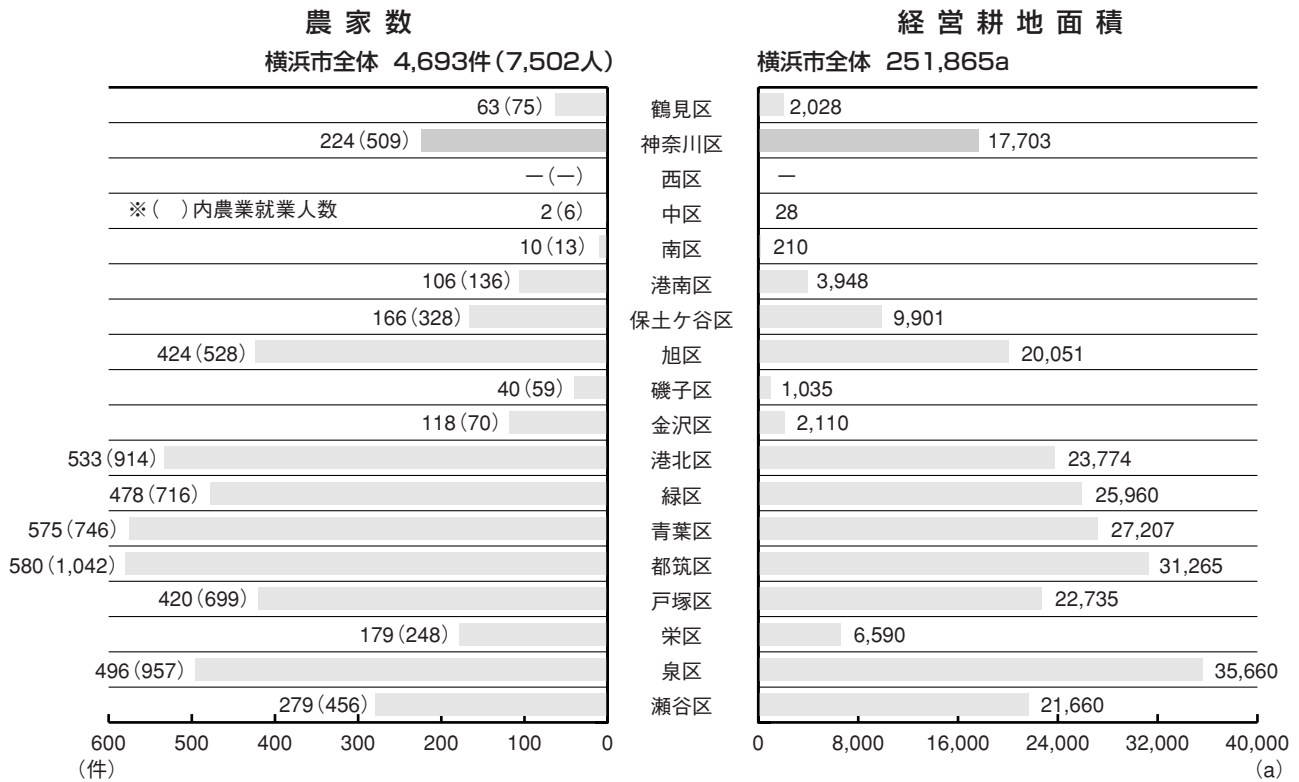 農家数 経営耕地面積
横浜市全体 4,693件(7,502人) 横浜市全体 251,865a
63(75) 鶴見区 2,028
224(509) 神奈川区 17,703
―(―) 西区 ―
※(　)内農業就業人数 2(6) 中区 28
10(13) 南区 210
106(136) 港南区 3,948
166(328) 保土ケ谷区 9,901
424(528) 旭区 20,051
40(59) 磯子区 1,035
118(70) 金沢区 2,110
533(914) 港北区 23,774
478(716) 緑区 25,960
575(746) 青葉区 27,207
580(1,042) 都筑区 31,265
420(699) 戸塚区 22,735
179(248) 栄区 6,590
496(957) 泉区 35,660
279(456) 瀬谷区 21,660
600 500 400 300 200 100 0 0 8,000 16,000 24,000 32,000 40,000
(件) (a)